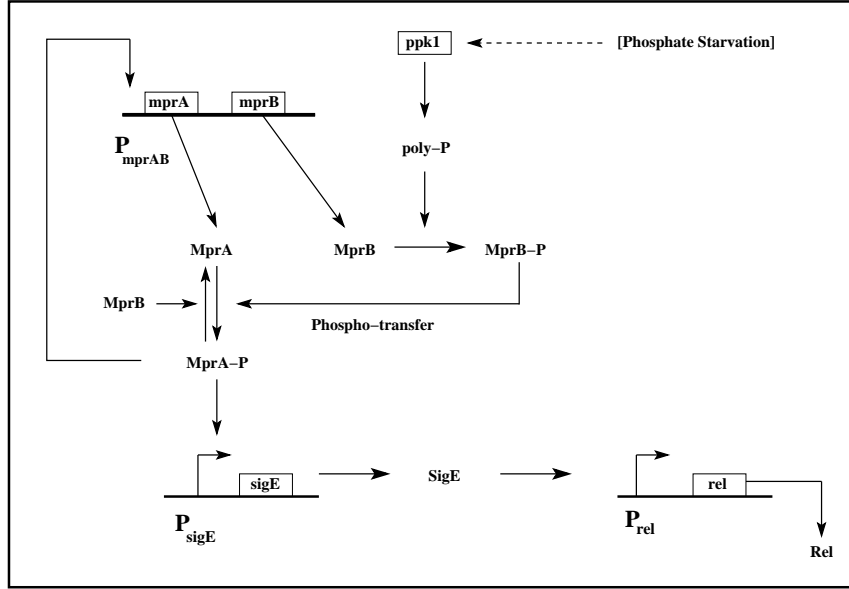 ppk1
[Phosphate Starvation]
mprA
mprB
P mprAB
poly-P
MprA
MprB
MprB-P
MprB
Phospho-transfer
MprA-P
sigE
SigE
rel
P sigE
P rel
Rel